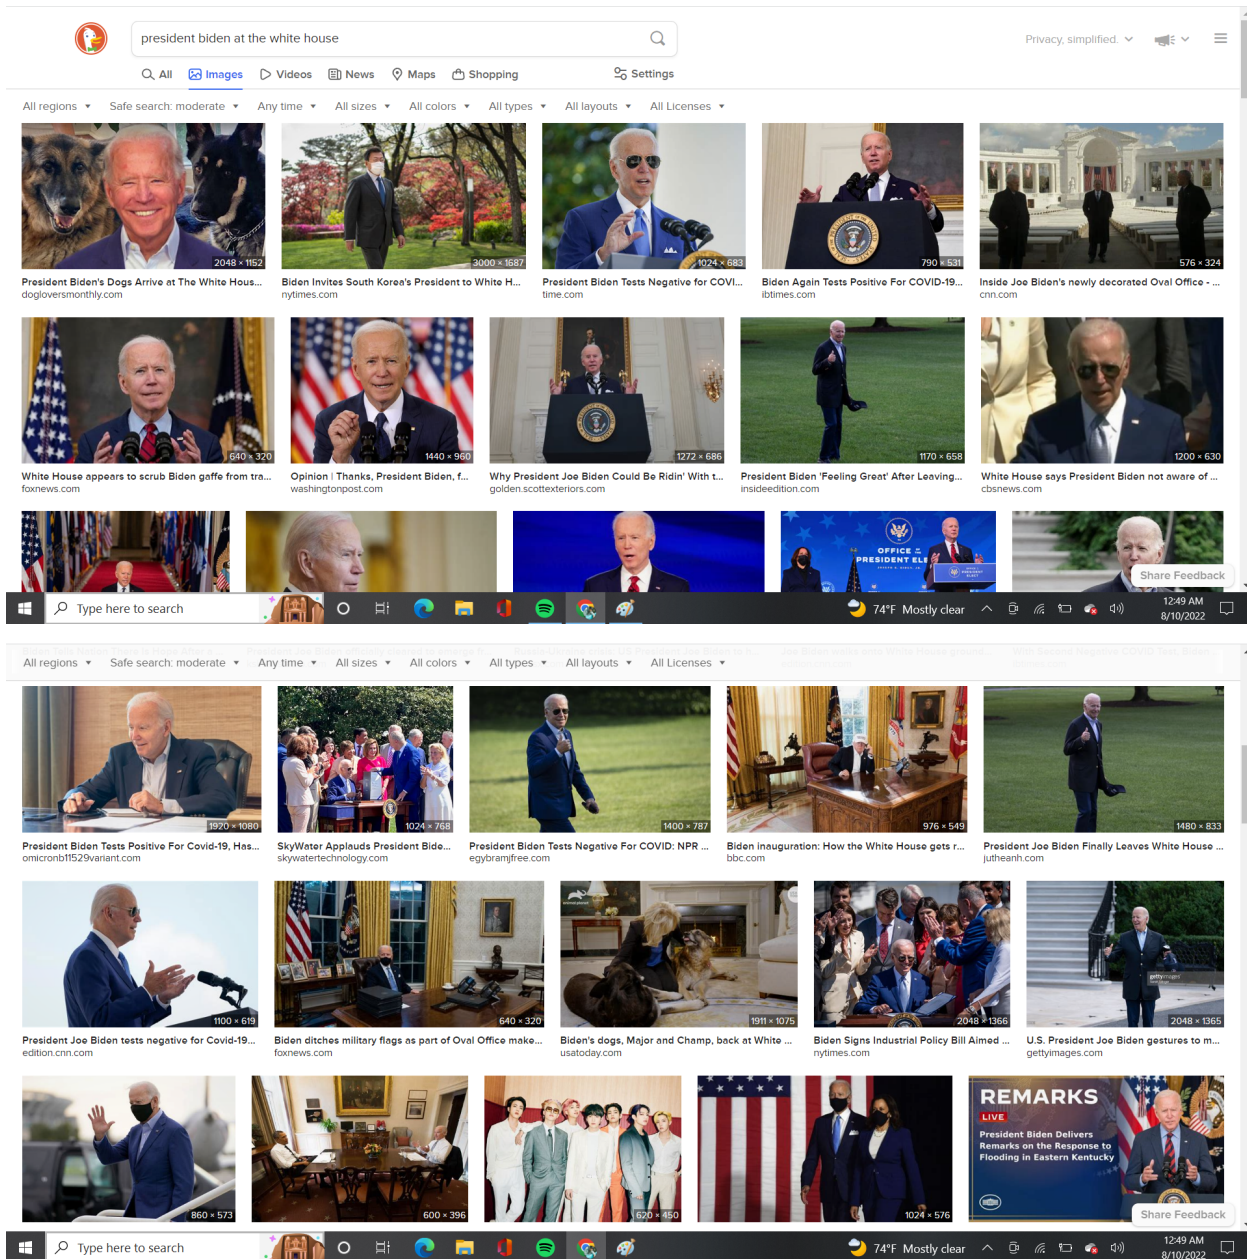 president biden at the white house
Privacy, simplified.
All Images Videos News Maps Shopping Settings
All regions Safe search: moderate Any time All sizes All colors All types All layouts All Licenses
2048 × 1152 3000 × 1687 1024 × 683 790 × 531 576 × 324
President Biden's Dogs Arrive at The White Hous... Biden Invites South Korea's President to White H... President Biden Tests Negative for COVI... Biden Again Tests Positive For COVID-19... Inside Joe Biden's newly decorated Oval Office - ...
dogloversmonthly.com nytimes.com time.com ibtimes.com cnn.com
640 × 320 1440 × 960 1272 × 686 1170 × 658 1200 × 630
White House appears to scrub Biden gaffe from tra... Opinion | Thanks, President Biden, f... Why President Joe Biden Could Be Ridin' With t... President Biden 'Feeling Great' After Leaving... White House says President Biden not aware of ...
foxnews.com washingtonpost.com golden.scottexteriors.com insideedition.com cbsnews.com
OFFICE OF THE
PRESIDENT ELE
Share Feedback
Type here to search
74°F Mostly clear
12:49 AM
8/10/2022
All regions Safe search: moderate Any time All sizes All colors All types All layouts All Licenses
1920 × 1080 1024 × 768 1400 × 787 976 × 549 1480 × 833
President Biden Tests Positive For Covid-19, Has... SkyWater Applauds President Bide... President Biden Tests Negative For COVID: NPR ... Biden inauguration: How the White House gets r... President Joe Biden Finally Leaves White House ...
omicronb11529variant.com skywatertechnology.com egybramjfree.com bbc.com jutheanh.com
gettyimages
1100 × 619 640 × 320 1911 × 1075 2048 × 1366 2048 × 1365
President Joe Biden tests negative for Covid-19... Biden ditches military flags as part of Oval Office make... Biden's dogs, Major and Champ, back at White ... Biden Signs Industrial Policy Bill Aimed ... U.S. President Joe Biden gestures to m...
edition.cnn.com foxnews.com usatoday.com nytimes.com gettyimages.com
REMARKS
LIVE
President Biden Delivers
Remarks on the Response to
Flooding in Eastern Kentucky
860 × 573 600 × 396 620 × 450 1024 × 576
Share Feedback
Type here to search
74°F Mostly clear
12:49 AM
8/10/2022